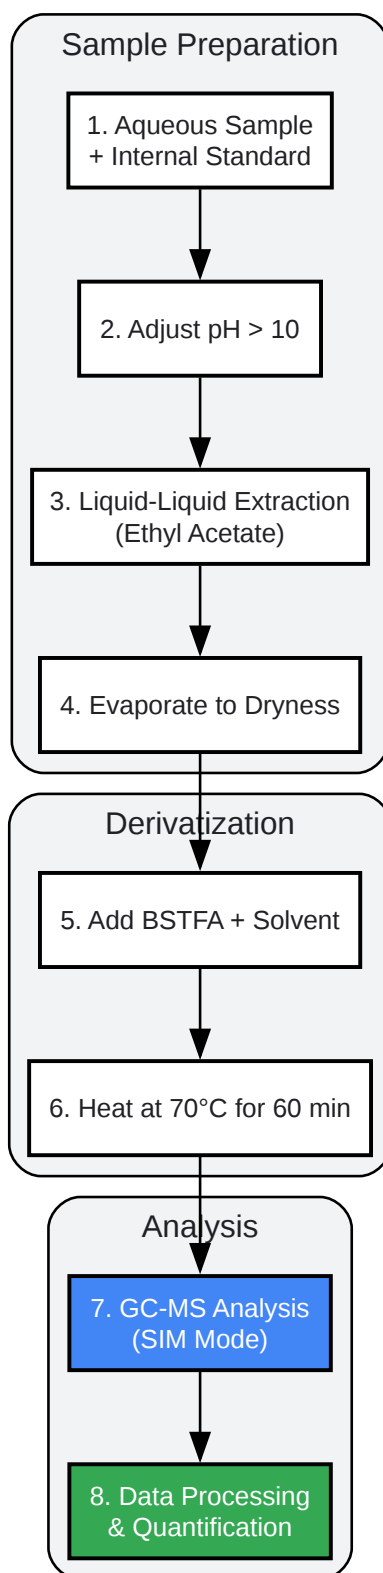 Sample Preparation
1. Aqueous Sample
+ Internal Standard
2. Adjust pH > 10
3. Liquid-Liquid Extraction
(Ethyl Acetate)
4. Evaporate to Dryness
Derivatization
5. Add BSTFA + Solvent
6. Heat at 70°C for 60 min
Analysis
7. GC-MS Analysis
(SIM Mode)
8. Data Processing
& Quantification